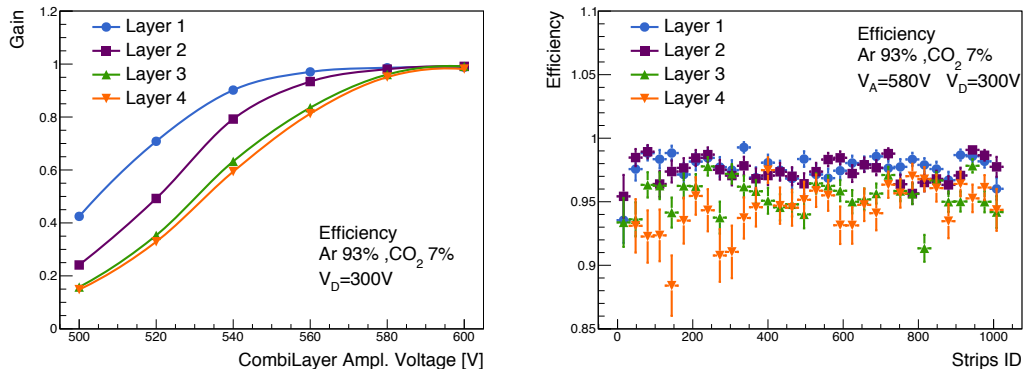 Gain
1.2
1
0.8
0.6
0.4
0.2
0
Layer 1
Layer 2
Layer 3
Layer 4
Efficiency
Ar 93% ,CO2 7%
VD=300V
500 520 540 560 580 600
CombiLayer Ampl. Voltage [V]
Efficiency
1.1
1.05
1
0.95
0.9
0.85
Layer 1
Layer 2
Layer 3
Layer 4
Efficiency
Ar 93% ,CO2 7%
VA=580V VD=300V
0 200 400 600 800 1000
Strips ID